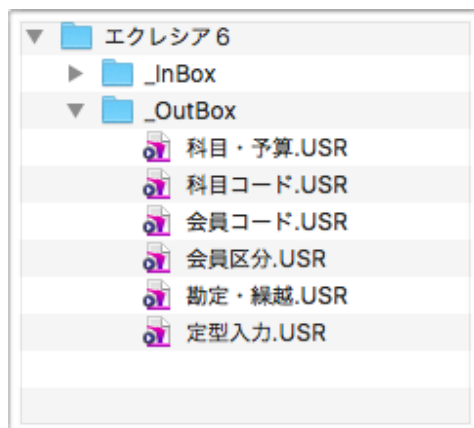 エクレシア6
_InBox
_OutBox
科目・予算.USR
科目コード.USR
会員コード.USR
会員区分.USR
勘定・繰越.USR
定型入力.USR